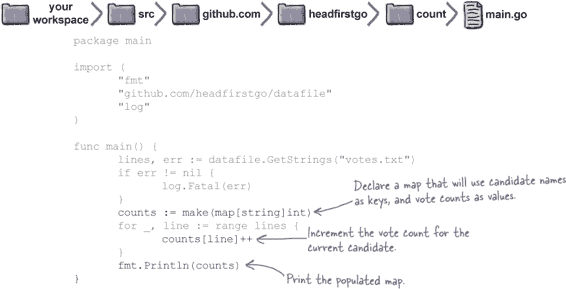 your workspace
src
github.com
headfirstgo
count
main.go
package main
import (
"fmt"
"github.com/headfirstgo/datafile"
"log"
)
func main() {
lines, err := datafile.GetStrings("votes.txt")
if err != nil {
log.Fatal(err)
}
Declare a map that will use candidate names
as keys, and vote counts as values.
counts := make(map[string]int)
for _, line := range lines {
counts[line]++
Increment the vote count for the
current candidate.
}
fmt.Println(counts)
Print the populated map.
}